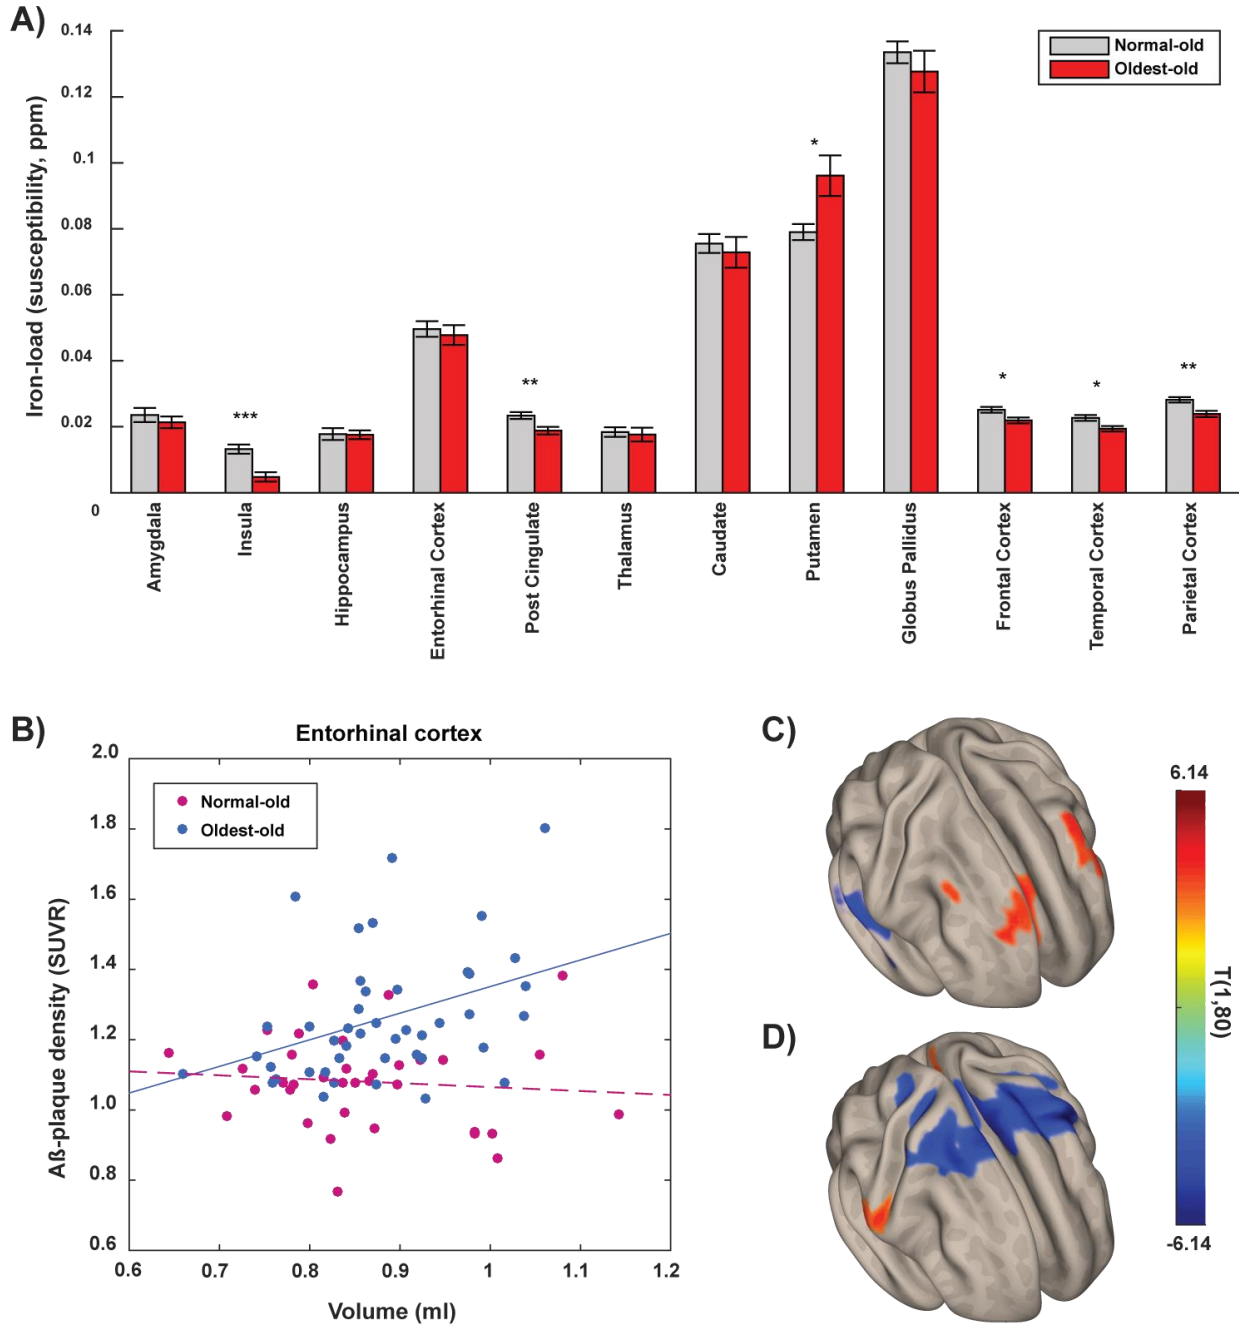 A)
0.14
0.12
0.1
0.08
0.06
0.04
0.02
0
Iron-load (susceptibility, ppm)
Normal-old
Oldest-old
***
**
*
*
*
**
Amygdala
Insula
Hippocampus
Entorhinal Cortex
Post Cingulate
Thalamus
Caudate
Putamen
Globus Pallidus
Frontal Cortex
Temporal Cortex
Parietal Cortex
B)
Entorhinal cortex
2.0
1.8
1.6
1.4
1.2
1.0
0.8
0.6
Aß-plaque density (SUVR)
Normal-old
Oldest-old
0.6
0.7
0.8
0.9
1
1.1
1.2
Volume (ml)
C)
D)
6.14
T(1,80)
-6.14